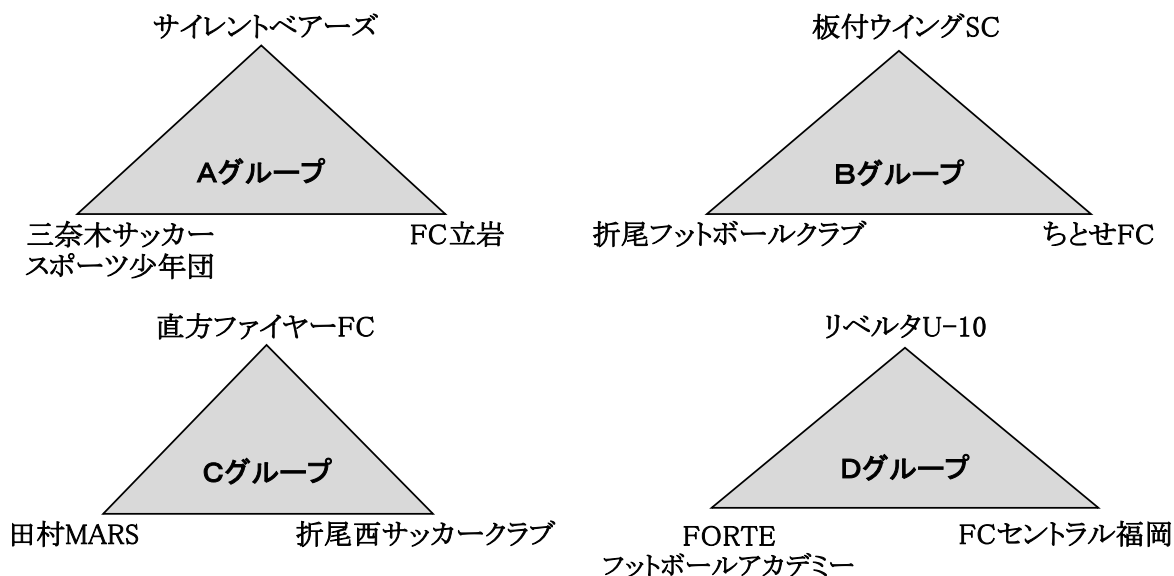 サイレントベアーズ
Aグループ
三奈木サッカー
スポーツ少年団
FC立岩
板付ウイングSC
Bグループ
折尾フットボールクラブ
ちとせFC
直方ファイヤーFC
Cグループ
田村MARS
折尾西サッカークラブ
リベルタU-10
Dグループ
FORTE
フットボールアカデミー
FCセントラル福岡